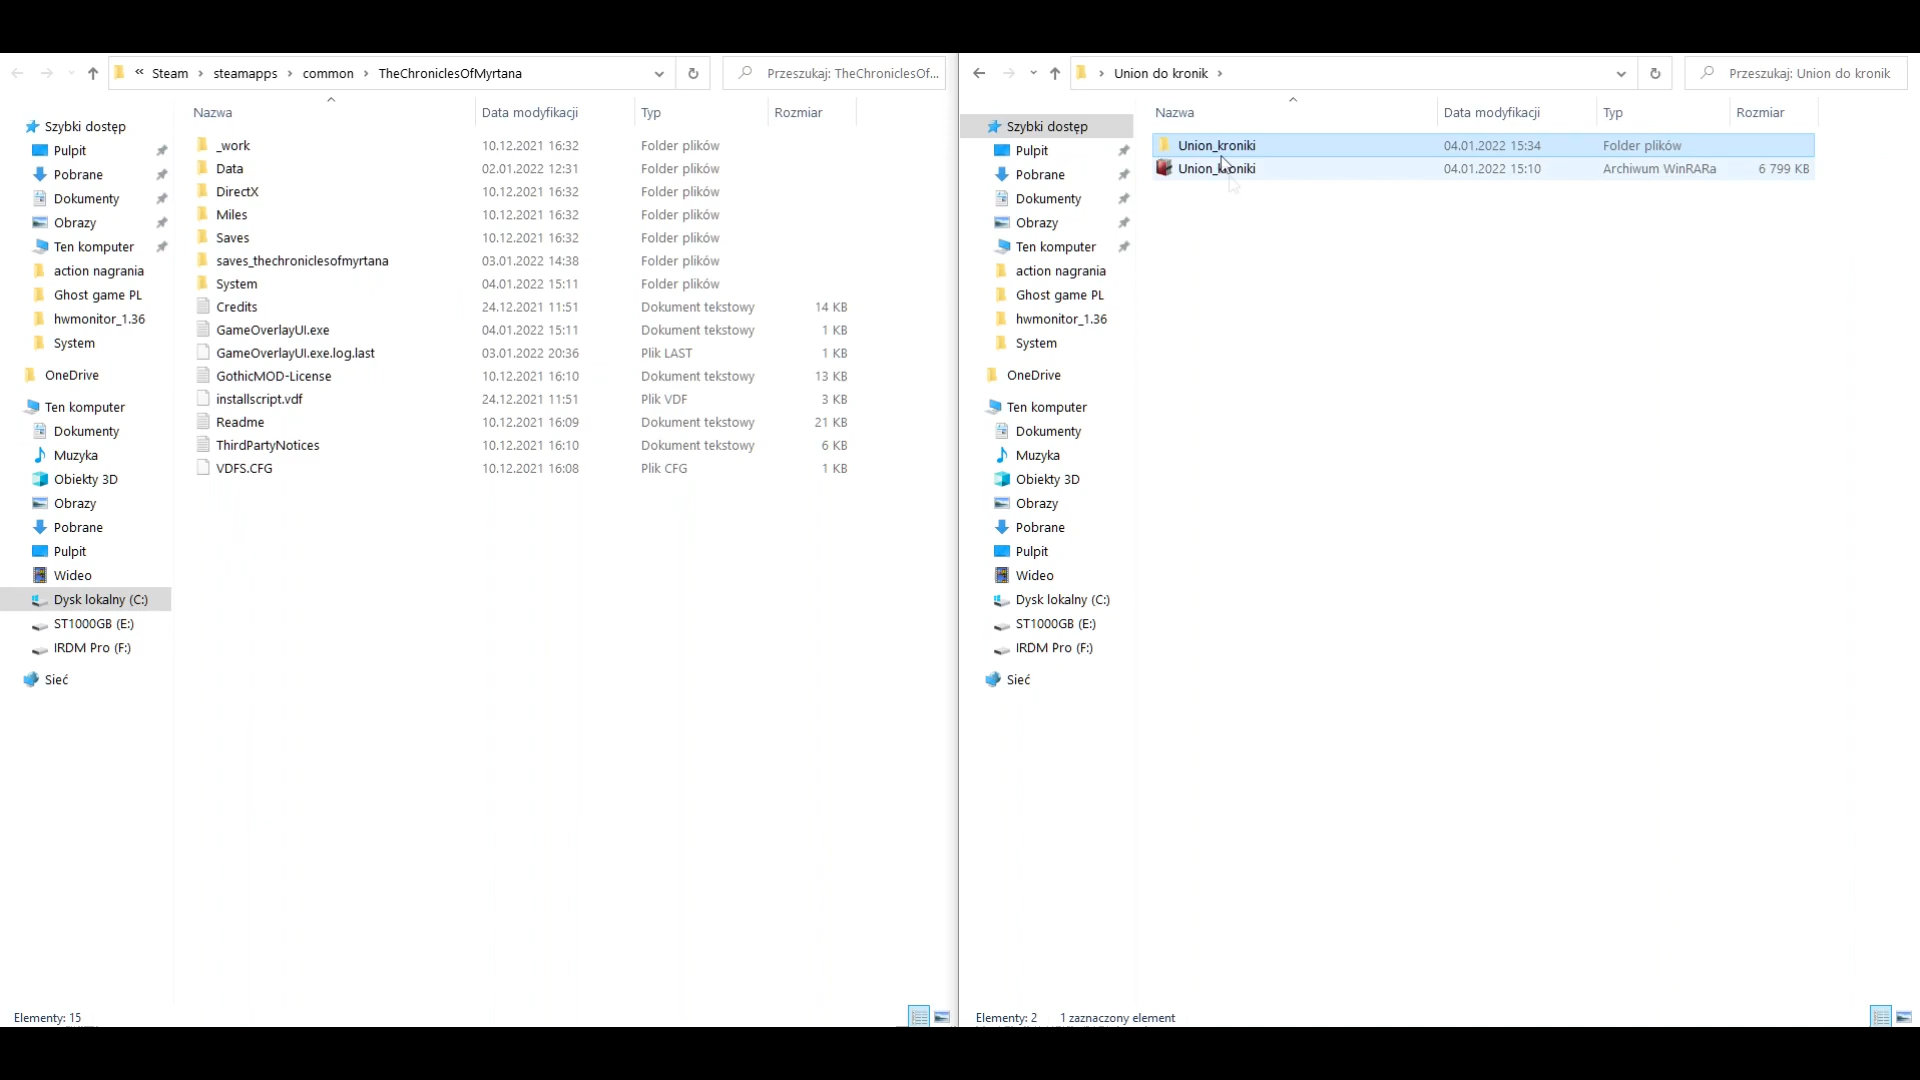 « Steam › steamapps › common › TheChroniclesOfMyrtana
Przeszukaj: TheChroniclesOf...
Nazwa Data modyfikacji Typ Rozmiar
Szybki dostęp
Pulpit
Pobrane
Dokumenty
Obrazy
Ten komputer
action nagrania
Ghost game PL
hwmonitor_1.36
System
OneDrive
Ten komputer
Dokumenty
Muzyka
Obiekty 3D
Obrazy
Pobrane
Pulpit
Wideo
Dysk lokalny (C:)
ST1000GB (E:)
IRDM Pro (F:)
Sieć
_work 10.12.2021 16:32 Folder plików
Data 02.01.2022 12:31 Folder plików
DirectX 10.12.2021 16:32 Folder plików
Miles 10.12.2021 16:32 Folder plików
Saves 10.12.2021 16:32 Folder plików
saves_thechroniclesofmyrtana 03.01.2022 14:38 Folder plików
System 04.01.2022 15:11 Folder plików
Credits 24.12.2021 11:51 Dokument tekstowy 14 KB
GameOverlayUI.exe 04.01.2022 15:11 Dokument tekstowy 1 KB
GameOverlayUI.exe.log.last 03.01.2022 20:36 Plik LAST 1 KB
GothicMOD-License 10.12.2021 16:10 Dokument tekstowy 13 KB
installscript.vdf 24.12.2021 11:51 Plik VDF 3 KB
Readme 10.12.2021 16:09 Dokument tekstowy 21 KB
ThirdPartyNotices 10.12.2021 16:10 Dokument tekstowy 6 KB
VDFS.CFG 10.12.2021 16:08 Plik CFG 1 KB
Elementy: 15
› Union do kronik ›
Przeszukaj: Union do kronik
Nazwa Data modyfikacji Typ Rozmiar
Szybki dostęp
Pulpit
Pobrane
Dokumenty
Obrazy
Ten komputer
action nagrania
Ghost game PL
hwmonitor_1.36
System
OneDrive
Ten komputer
Dokumenty
Muzyka
Obiekty 3D
Obrazy
Pobrane
Pulpit
Wideo
Dysk lokalny (C:)
ST1000GB (E:)
IRDM Pro (F:)
Sieć
Union_kroniki 04.01.2022 15:34 Folder plików
Union_kroniki 04.01.2022 15:10 Archiwum WinRARa 6 799 KB
Elementy: 2 1 zaznaczony element